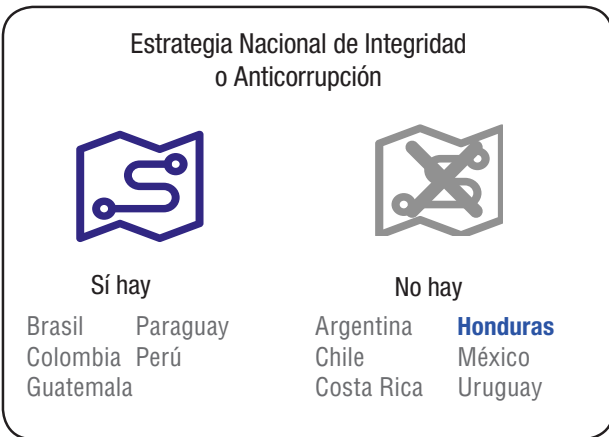 Estrategia Nacional de Integridad
o Anticorrupción
Sí hay
Brasil Paraguay
Colombia Perú
Guatemala
No hay
Argentina Honduras
Chile México
Costa Rica Uruguay